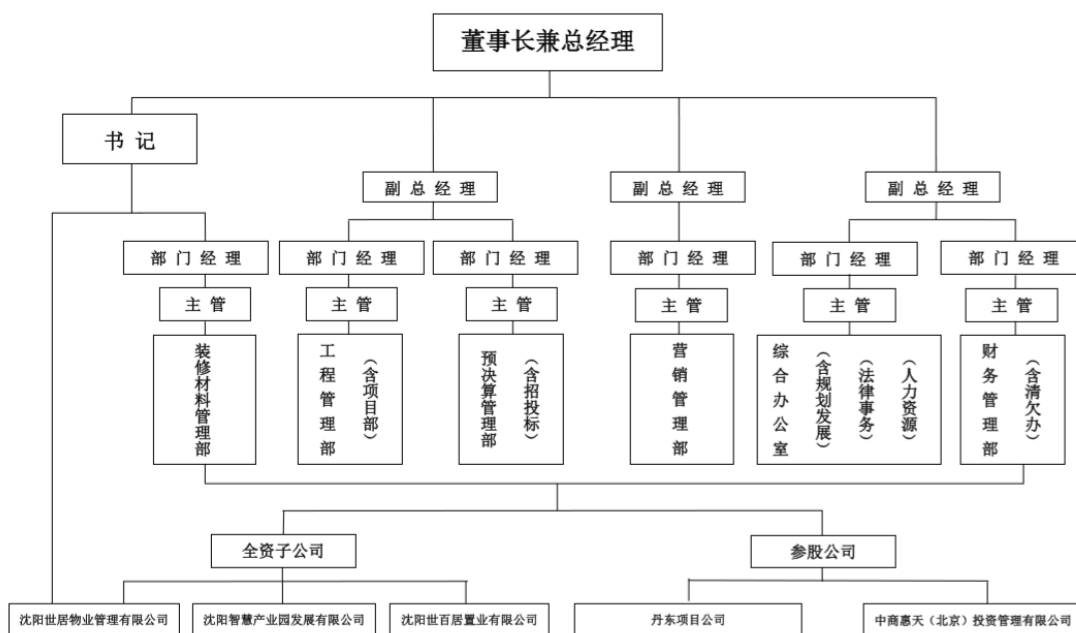 董事长兼总经理
书 记
副 总 经 理
副 总 经 理
副 总 经 理
部 门 经 理
部 门 经 理
部 门 经 理
部 门 经 理
部 门 经 理
部 门 经 理
主 管
主 管
主 管
主 管
主 管
主 管
装修材料管理部
工程管理部
（含项目部）
预决算管理部
（含招投标）
营销管理部
综合办公室
（含规划发展）
（法律事务）
（人力资源）
财务管理部
（含清欠办）
全资子公司
参股公司
沈阳世居物业管理有限公司
沈阳智慧产业园发展有限公司
沈阳世百居置业有限公司
丹东项目公司
中商惠天（北京）投资管理有限公司